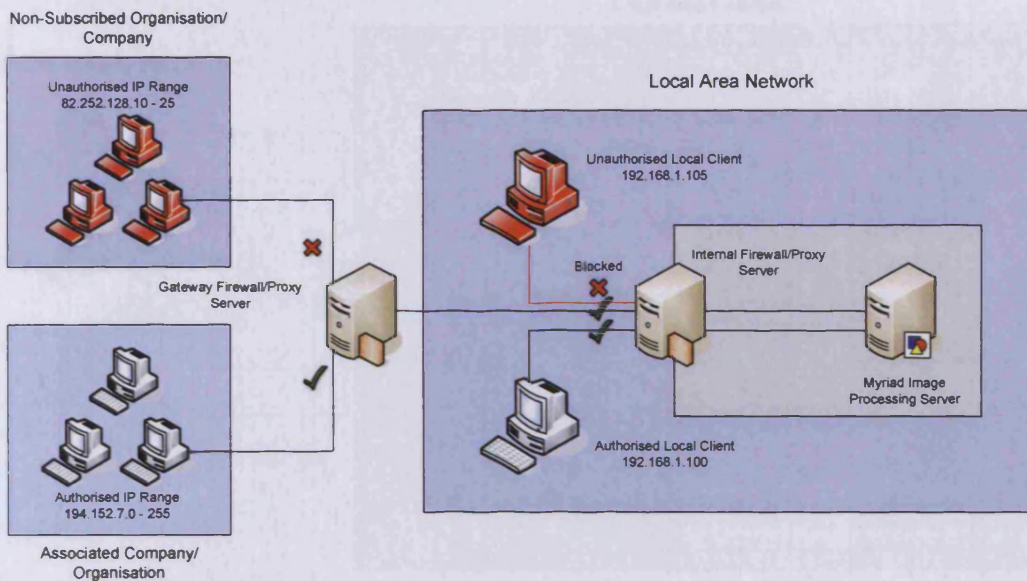 Non-Subscribed Organisation/
Company
Unauthorised IP Range
82.252.128.10 - 25
Gateway Firewall/Proxy
Server
Authorised IP Range
194.152.7.0 - 255
Associated Company/
Organisation
Local Area Network
Unauthorised Local Client
192.168.1.105
Blocked
Internal Firewall/Proxy
Server
Myriad Image
Processing Server
Authorised Local Client
192.168.1.100